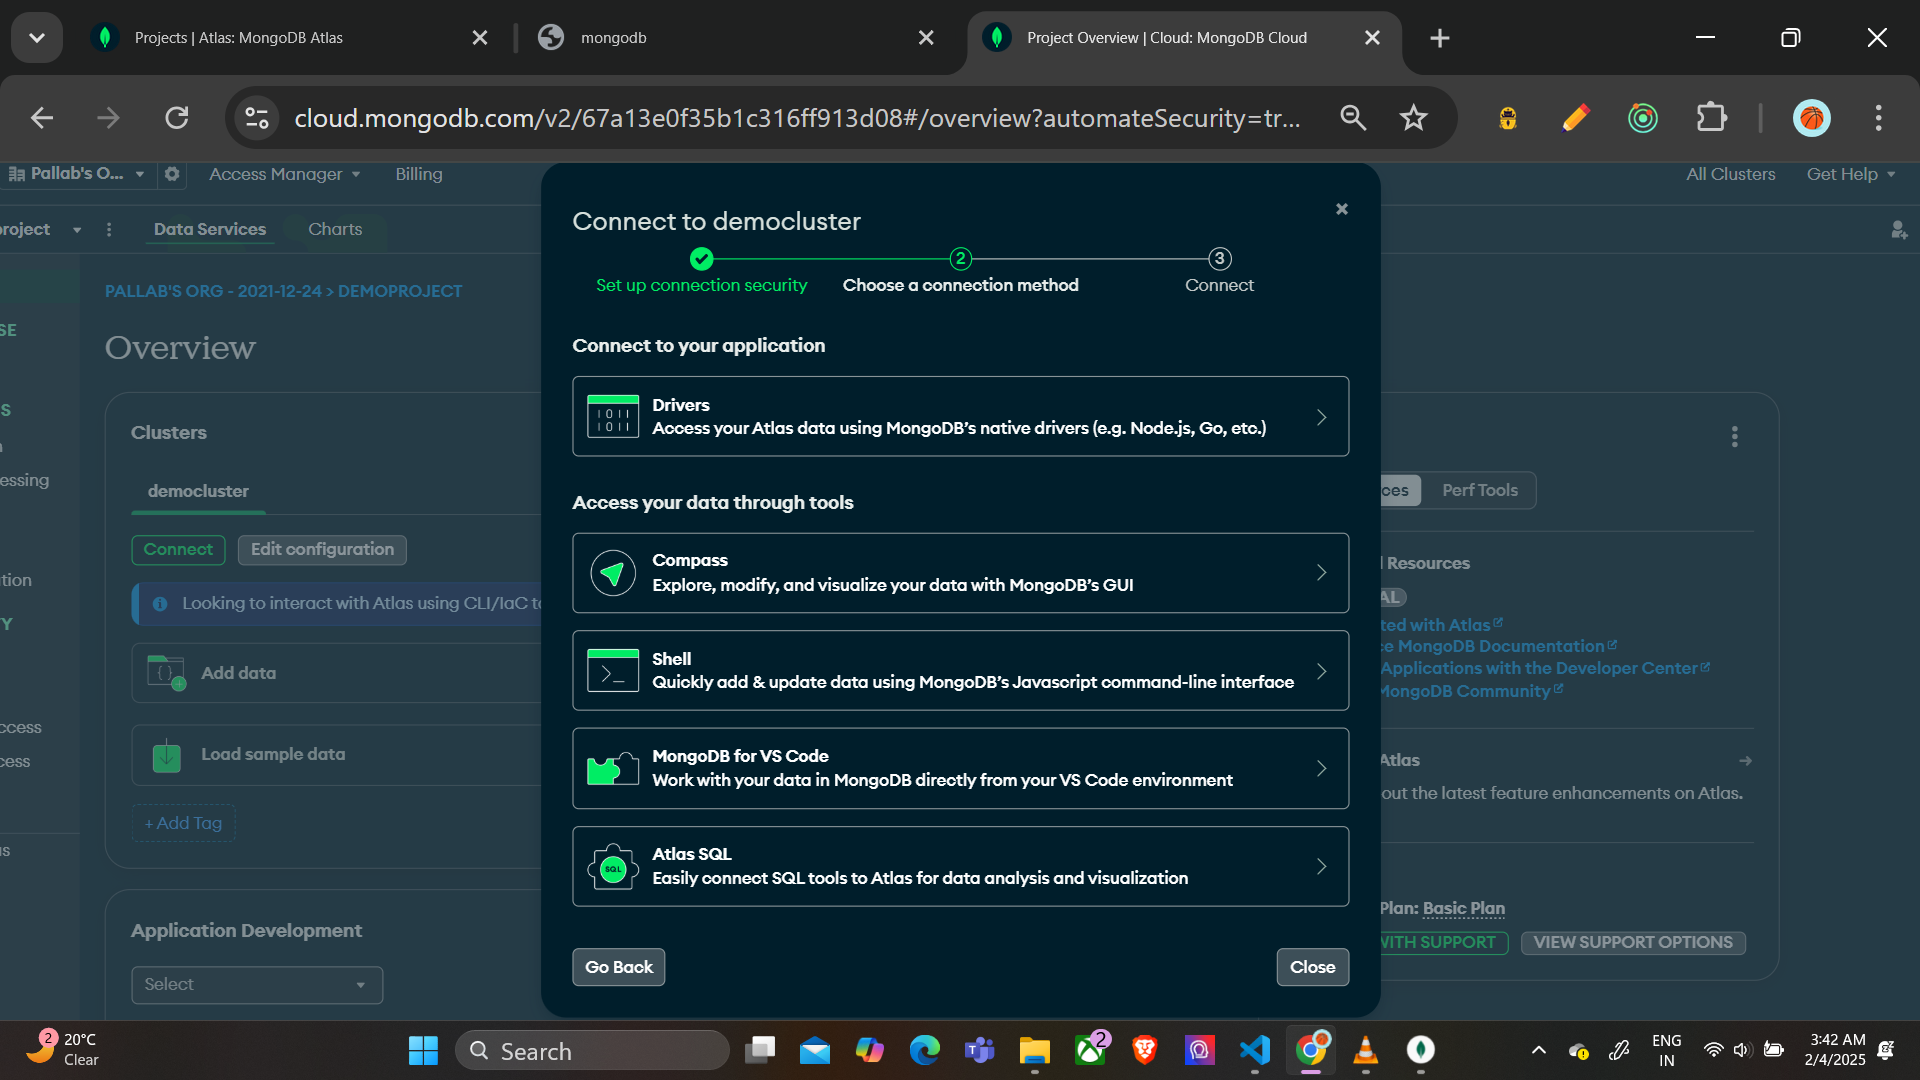 Projects | Atlas: MongoDB Atlas
mongodb
Project Overview | Cloud: MongoDB Cloud
cloud.mongodb.com/v2/67a13e0f35b1c316ff913d08#/overview?automateSecurity=tr...
Pallab's O...
Access Manager
Billing
All Clusters
Get Help
roject
Data Services
Charts
PALLAB'S ORG - 2021-12-24 > DEMOPROJECT
Overview
SE
S
essing
tion
TY
ccess
cess
Clusters
democluster
Connect
Edit configuration
Looking to interact with Atlas using CLI/IaC to
Add data
Load sample data
+ Add Tag
Application Development
Select
Connect to democluster
2
3
Set up connection security
Choose a connection method
Connect
Connect to your application
Drivers
Access your Atlas data using MongoDB's native drivers (e.g. Node.js, Go, etc.)
Access your data through tools
Compass
Explore, modify, and visualize your data with MongoDB's GUI
Shell
Quickly add & update data using MongoDB's Javascript command-line interface
MongoDB for VS Code
Work with your data in MongoDB directly from your VS Code environment
SQL
Atlas SQL
Easily connect SQL tools to Atlas for data analysis and visualization
Go Back
Close
ces
Perf Tools
l Resources
AL
ted with Atlas
ce MongoDB Documentation
Applications with the Developer Center
MongoDB Community
Atlas
out the latest feature enhancements on Atlas.
Plan: Basic Plan
WITH SUPPORT
VIEW SUPPORT OPTIONS
2
20°C
Clear
Search
2
ENG
IN
3:42 AM
2/4/2025